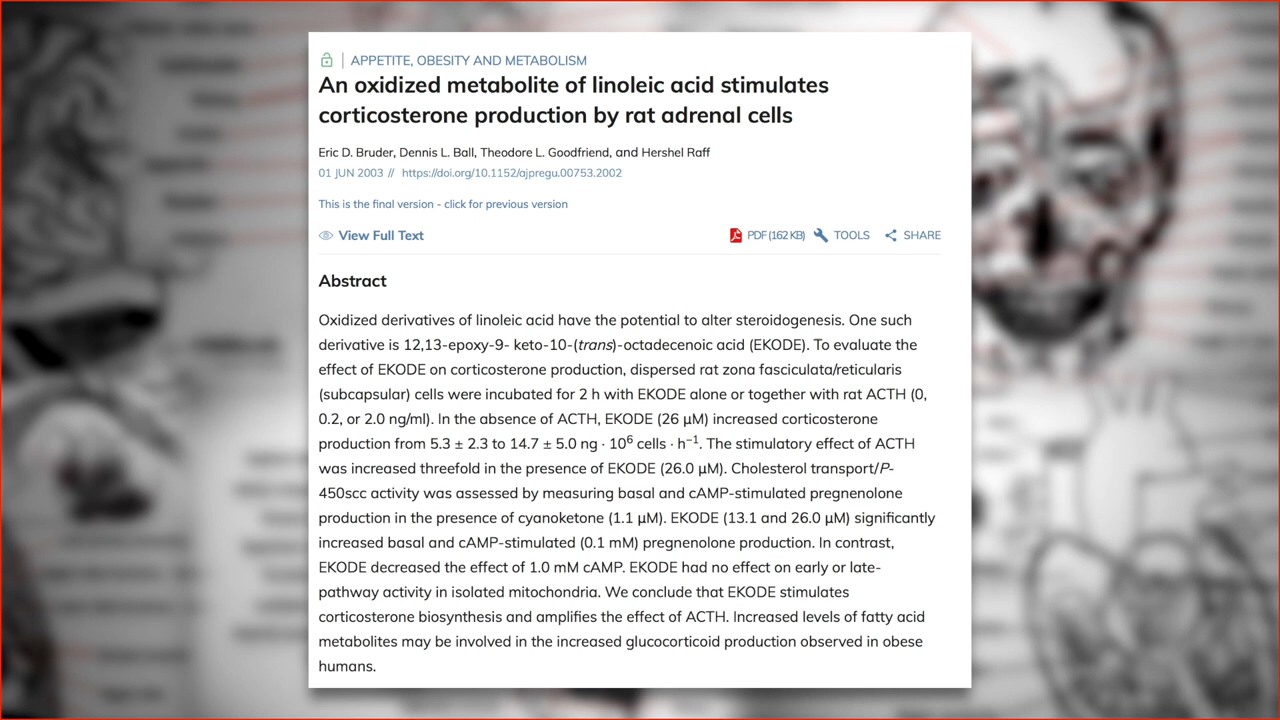 APPETITE, OBESITY AND METABOLISM
An oxidized metabolite of linoleic acid stimulates
corticosterone production by rat adrenal cells
Eric D. Bruder, Dennis L. Ball, Theodore L. Goodfriend, and Hershel Raff
01 JUN 2003 // https://doi.org/10.1152/ajpregu.00753.2002
This is the final version - click for previous version
View Full Text
PDF (162 KB) TOOLS SHARE
Abstract
Oxidized derivatives of linoleic acid have the potential to alter steroidogenesis. One such
derivative is 12,13-epoxy-9- keto-10-(trans)-octadecenoic acid (EKODE). To evaluate the
effect of EKODE on corticosterone production, dispersed rat zona fasciculata/reticularis
(subcapsular) cells were incubated for 2 h with EKODE alone or together with rat ACTH (0,
0.2, or 2.0 ng/ml). In the absence of ACTH, EKODE (26 μM) increased corticosterone
production from 5.3 ± 2.3 to 14.7 ± 5.0 ng · 10⁶ cells · h⁻¹. The stimulatory effect of ACTH
was increased threefold in the presence of EKODE (26.0 μM). Cholesterol transport/P-
450scc activity was assessed by measuring basal and cAMP-stimulated pregnenolone
production in the presence of cyanoketone (1.1 μM). EKODE (13.1 and 26.0 μM) significantly
increased basal and cAMP-stimulated (0.1 mM) pregnenolone production. In contrast,
EKODE decreased the effect of 1.0 mM cAMP. EKODE had no effect on early or late-
pathway activity in isolated mitochondria. We conclude that EKODE stimulates
corticosterone biosynthesis and amplifies the effect of ACTH. Increased levels of fatty acid
metabolites may be involved in the increased glucocorticoid production observed in obese
humans.